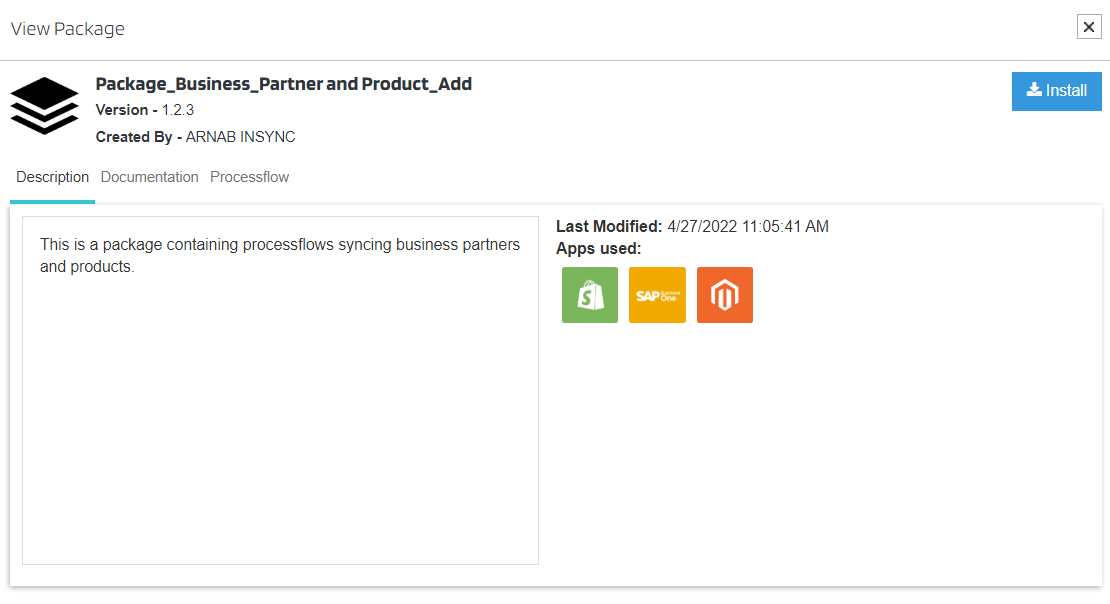 View Package
Package_Business_Partner and Product_Add
Install
Version - 1.2.3
Created By - ARNAB INSYNC
Description Documentation Processflow
This is a package containing processflows syncing business partners
and products.
Last Modified: 4/27/2022 11:05:41 AM
Apps used:
S
SAP Business
One